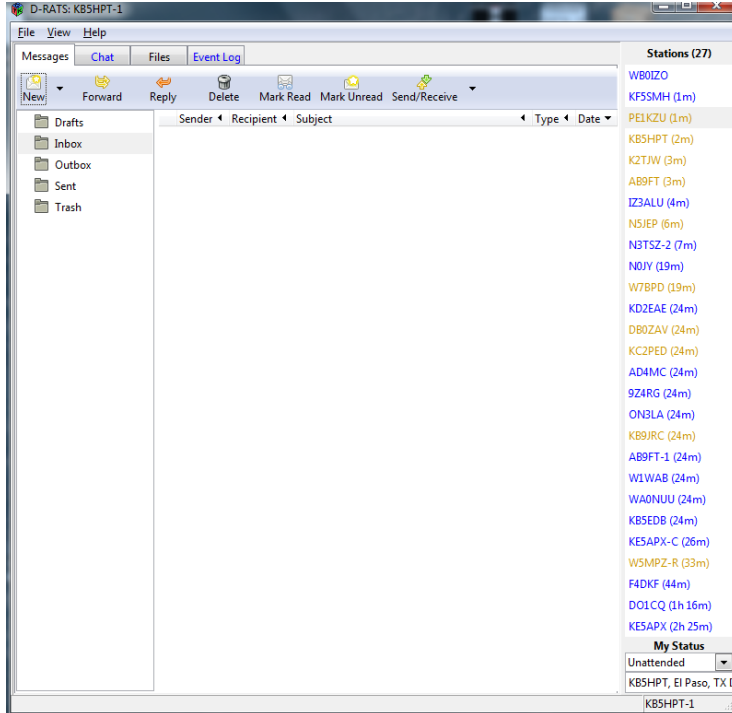 D-RATS: KB5HPT-1
File View Help
Messages Chat Files Event Log
New Forward Reply Delete Mark Read Mark Unread Send/Receive
Drafts
Inbox
Outbox
Sent
Trash
Sender Recipient Subject Type Date
Stations (27)
WB0IZO
KF5SMH (1m)
PE1KZU (1m)
KB5HPT (2m)
K2TJW (3m)
AB9FT (3m)
IZ3ALU (4m)
N5JEP (6m)
N3TSZ-2 (7m)
N0JY (19m)
W7BPD (19m)
KD2EAE (24m)
DB0ZAV (24m)
KC2PED (24m)
AD4MC (24m)
9Z4RG (24m)
ON3LA (24m)
KB9JRC (24m)
AB9FT-1 (24m)
W1WAB (24m)
WA0NUU (24m)
KB5EDB (24m)
KE5APX-C (26m)
W5MPZ-R (33m)
F4DKF (44m)
DO1CQ (1h 16m)
KE5APX (2h 25m)
My Status
Unattended
KB5HPT, El Paso, TX
KB5HPT-1